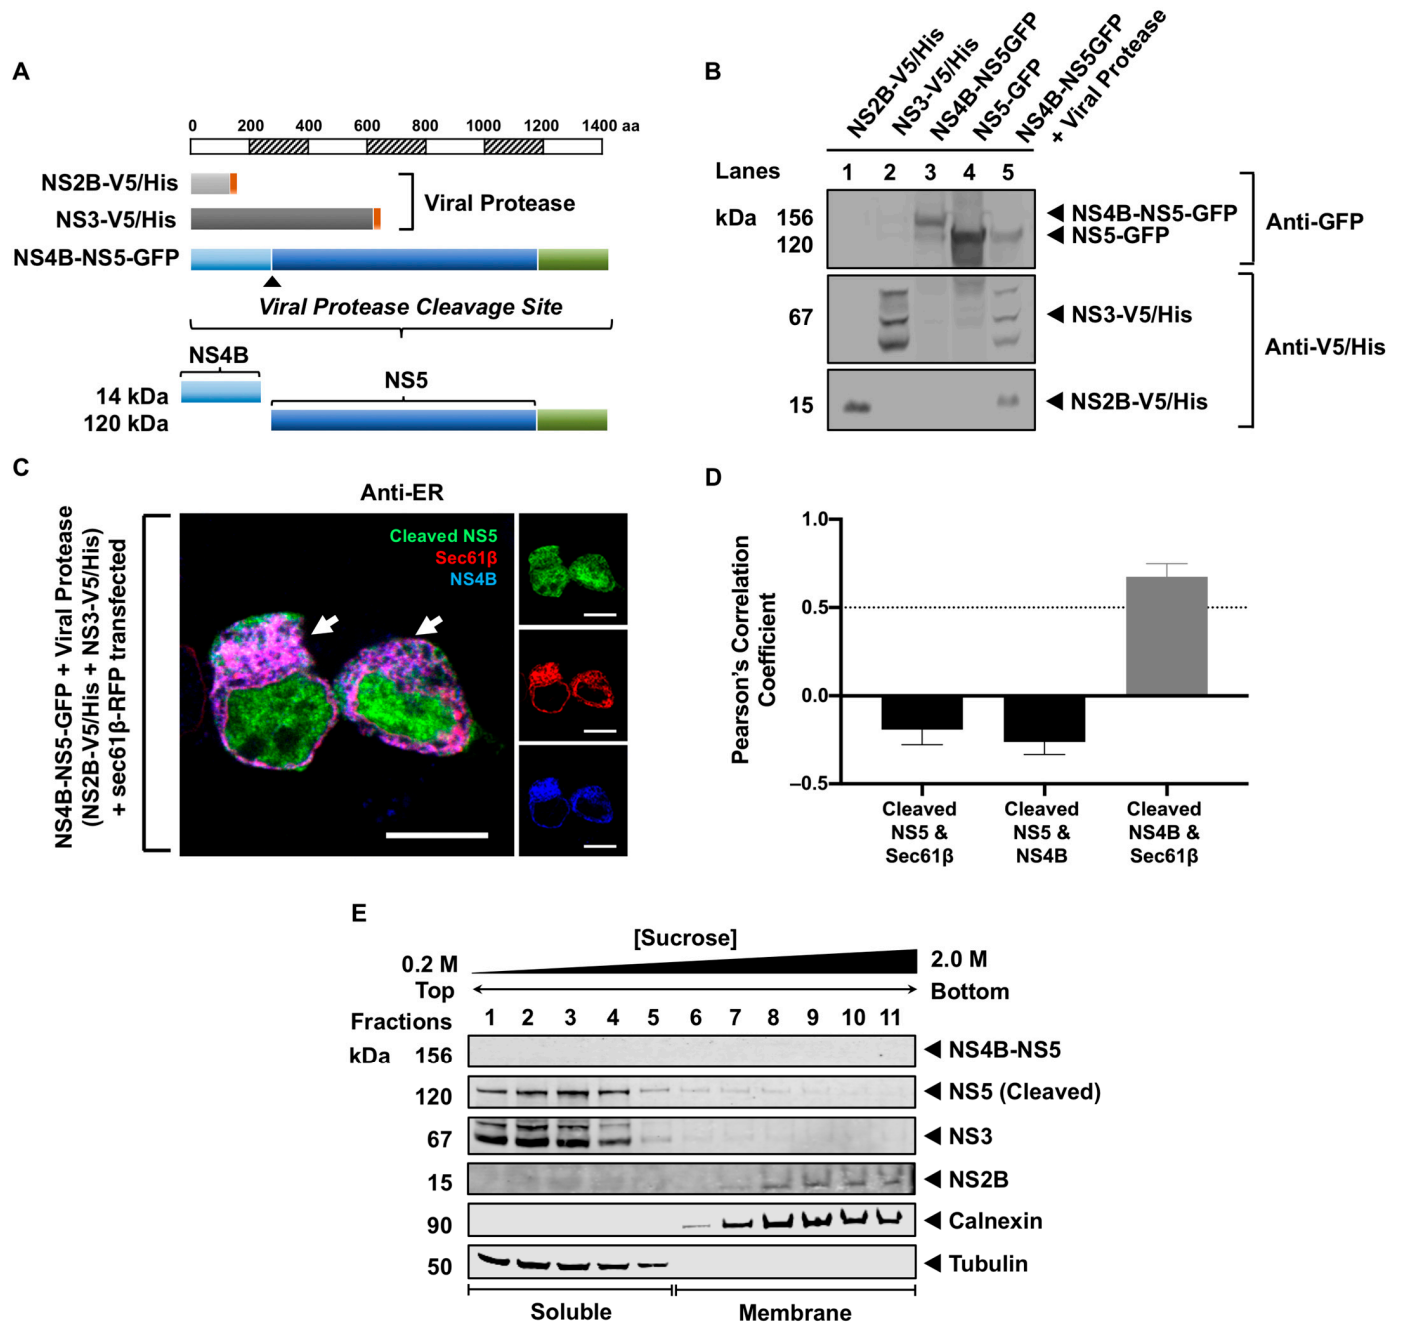 A
0 200 400 600 800 1000 1200 1400 aa
NS2B-V5/His
NS3-V5/His
Viral Protease
NS4B-NS5-GFP
Viral Protease Cleavage Site
NS4B
NS5
14 kDa
120 kDa
B
NS2B-V5/His
NS3-V5/His
NS4B-NS5GFP
NS5-GFP
NS4B-NS5GFP
+ Viral Protease
Lanes 1 2 3 4 5
kDa 156
120
NS4B-NS5-GFP
NS5-GFP
Anti-GFP
67
NS3-V5/His
Anti-V5/His
15
NS2B-V5/His
C
Anti-ER
NS4B-NS5-GFP + Viral Protease
(NS2B-V5/His + NS3-V5/His)
+ sec61β-RFP transfected
Cleaved NS5
Sec61β
NS4B
D
Pearson's Correlation
Coefficient
1.0
0.5
0.0
–0.5
Cleaved
NS5 &
Sec61β
Cleaved
NS5 &
NS4B
Cleaved
NS4B &
Sec61β
E
[Sucrose]
0.2 M
2.0 M
Top
Bottom
Fractions 1 2 3 4 5 6 7 8 9 10 11
kDa 156 NS4B-NS5
120 NS5 (Cleaved)
67 NS3
15 NS2B
90 Calnexin
50 Tubulin
Soluble
Membrane